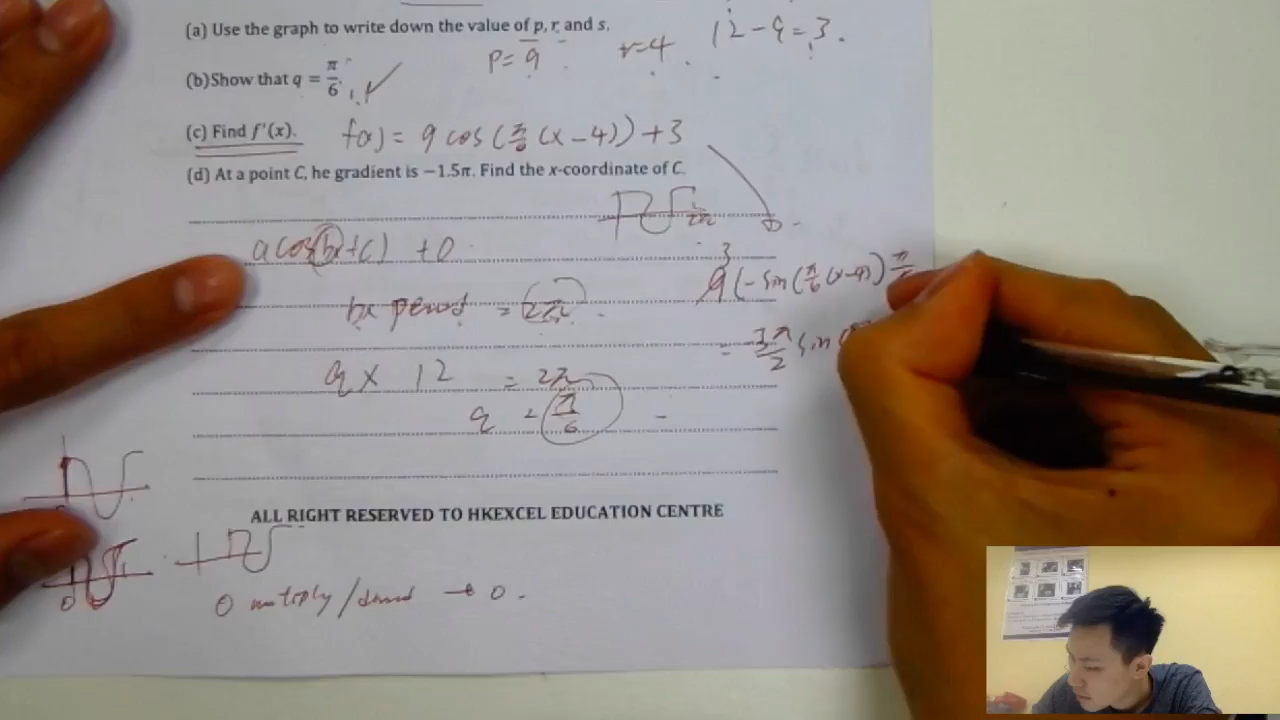 (a) Use the graph to write down the value of p, r and s.
p = 9 r=4 12-9=3.
(b)Show that q = π/6
(c) Find f'(x). f(x) = 9 cos(π/6 (x-4)) + 3
(d) At a point C, he gradient is −1.5π. Find the x-coordinate of C.
a cos(bx+c) + D
9(-sin(π/6(x-4))
bx period = 2π
= 3π/2 sin
q x 12 = 2π
q = π/6
ALL RIGHT RESERVED TO HKEXCEL EDUCATION CENTRE
0 → 0.